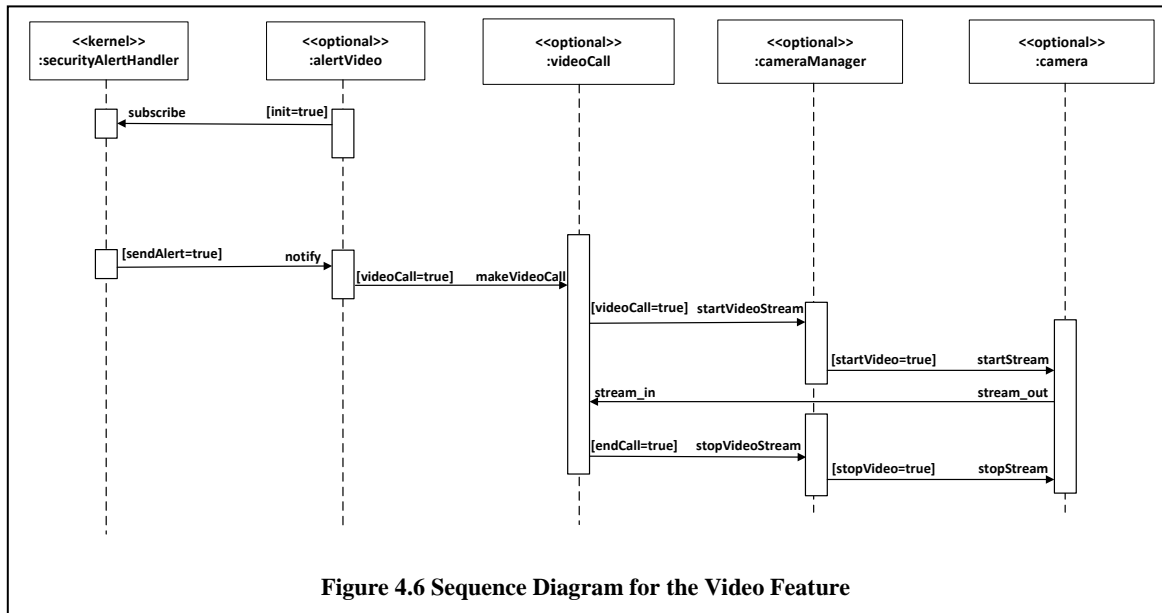 <<kernel>>
:securityAlertHandler
<<optional>>
:alertVideo
<<optional>>
:videoCall
<<optional>>
:cameraManager
<<optional>>
:camera
subscribe [init=true]
[sendAlert=true] notify
[videoCall=true] makeVideoCall
[videoCall=true] startVideoStream
[startVideo=true] startStream
stream_in stream_out
[endCall=true] stopVideoStream
[stopVideo=true] stopStream
Figure 4.6 Sequence Diagram for the Video Feature